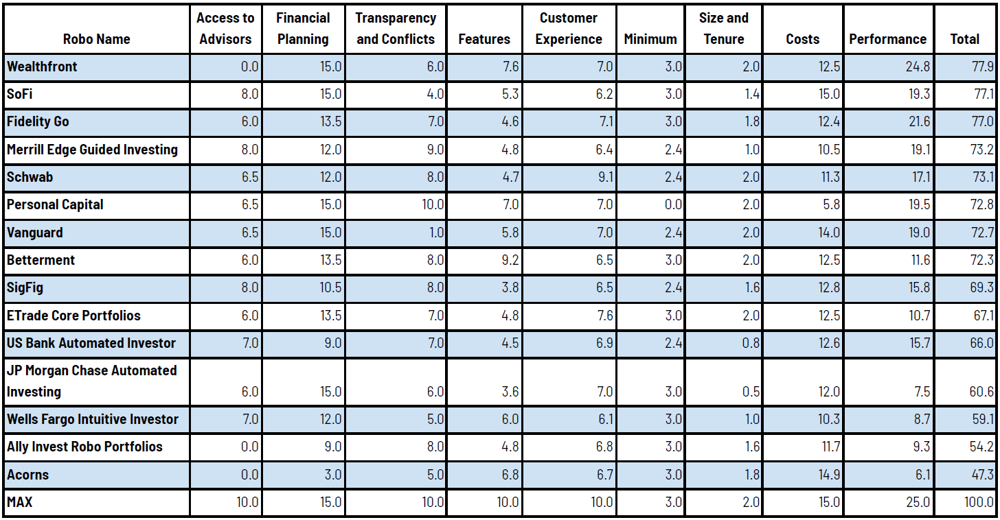 Robo Name Access to Advisors Financial Planning Transparency and Conflicts Features Customer Experience Minimum Size and Tenure Costs Performance Total
Wealthfront 0.0 15.0 6.0 7.6 7.0 3.0 2.0 12.5 24.8 77.9
SoFi 8.0 15.0 4.0 5.3 6.2 3.0 1.4 15.0 19.3 77.1
Fidelity Go 6.0 13.5 7.0 4.6 7.1 3.0 1.8 12.4 21.6 77.0
Merrill Edge Guided Investing 8.0 12.0 9.0 4.8 6.4 2.4 1.0 10.5 19.1 73.2
Schwab 6.5 12.0 8.0 4.7 9.1 2.4 2.0 11.3 17.1 73.1
Personal Capital 6.5 15.0 10.0 7.0 7.0 0.0 2.0 5.8 19.5 72.8
Vanguard 6.5 15.0 1.0 5.8 7.0 2.4 2.0 14.0 19.0 72.7
Betterment 6.0 13.5 8.0 9.2 6.5 3.0 2.0 12.5 11.6 72.3
SigFig 8.0 10.5 8.0 3.8 6.5 2.4 1.6 12.8 15.8 69.3
ETrade Core Portfolios 6.0 13.5 7.0 4.8 7.6 3.0 2.0 12.5 10.7 67.1
US Bank Automated Investor 7.0 9.0 7.0 4.5 6.9 2.4 0.8 12.6 15.7 66.0
JP Morgan Chase Automated
Investing 6.0 15.0 6.0 3.6 7.0 3.0 0.5 12.0 7.5 60.6
Wells Fargo Intuitive Investor 7.0 12.0 5.0 6.0 6.1 3.0 1.0 10.3 8.7 59.1
Ally Invest Robo Portfolios 0.0 9.0 8.0 4.8 6.8 3.0 1.6 11.7 9.3 54.2
Acorns 0.0 3.0 5.0 6.8 6.7 3.0 1.8 14.9 6.1 47.3
MAX 10.0 15.0 10.0 10.0 10.0 3.0 2.0 15.0 25.0 100.0